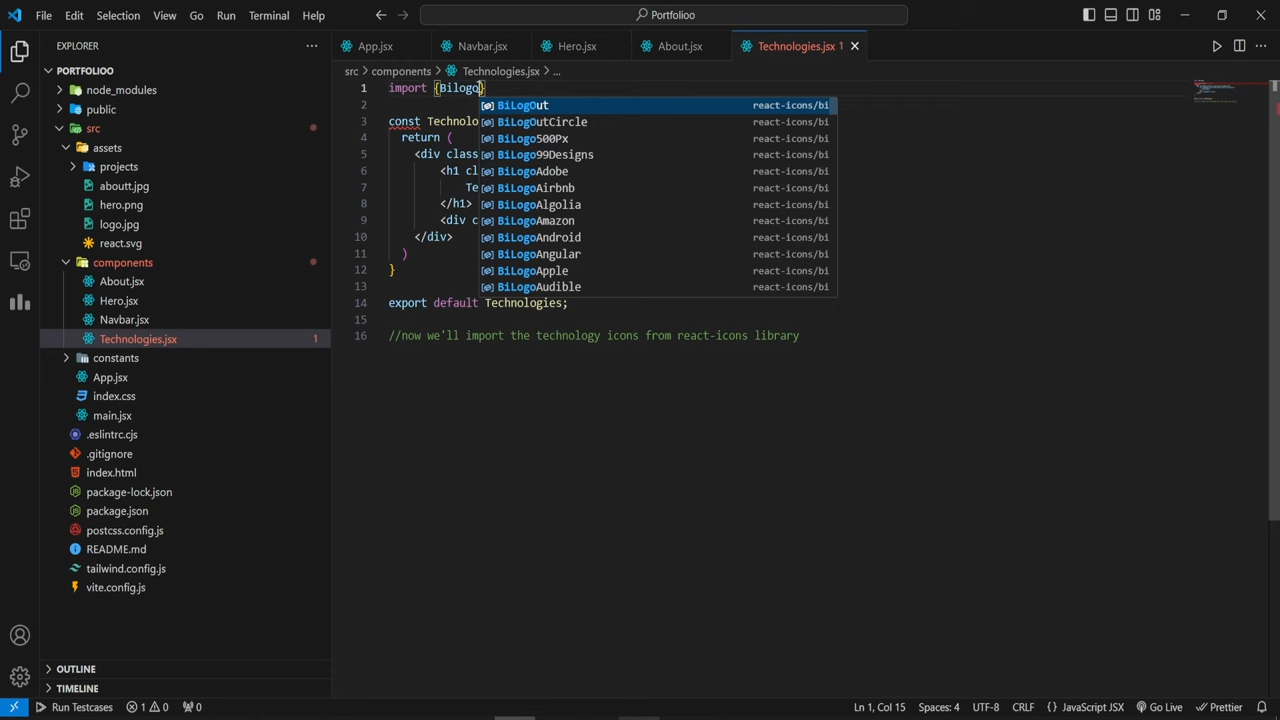 File Edit Selection View Go Run Terminal Help
Portfolioo
EXPLORER
PORTFOLIOO
node_modules
public
src
assets
projects
aboutt.jpg
hero.png
logo.jpg
react.svg
components
About.jsx
Hero.jsx
Navbar.jsx
Technologies.jsx 1
constants
App.jsx
index.css
main.jsx
.eslintrc.cjs
.gitignore
index.html
package-lock.json
package.json
postcss.config.js
README.md
tailwind.config.js
vite.config.js
OUTLINE
TIMELINE
App.jsx Navbar.jsx Hero.jsx About.jsx Technologies.jsx 1
src > components > Technologies.jsx > ...
1 import {Bilogo}
2
3 const Technolo
4 return (
5 <div class
6 <h1 cl
7 Te
8 </h1>
9 <div c
10 </div>
11 )
12 }
13
14 export default Technologies;
15
16 //now we'll import the technology icons from react-icons library
BiLogOut react-icons/bi
BiLogOutCircle react-icons/bi
BiLogo500Px react-icons/bi
BiLogo99Designs react-icons/bi
BiLogoAdobe react-icons/bi
BiLogoAirbnb react-icons/bi
BiLogoAlgolia react-icons/bi
BiLogoAmazon react-icons/bi
BiLogoAndroid react-icons/bi
BiLogoAngular react-icons/bi
BiLogoApple react-icons/bi
BiLogoAudible react-icons/bi
Run Testcases 1 0 0 Ln 1, Col 15 Spaces: 4 UTF-8 CRLF { } JavaScript JSX Go Live Prettier